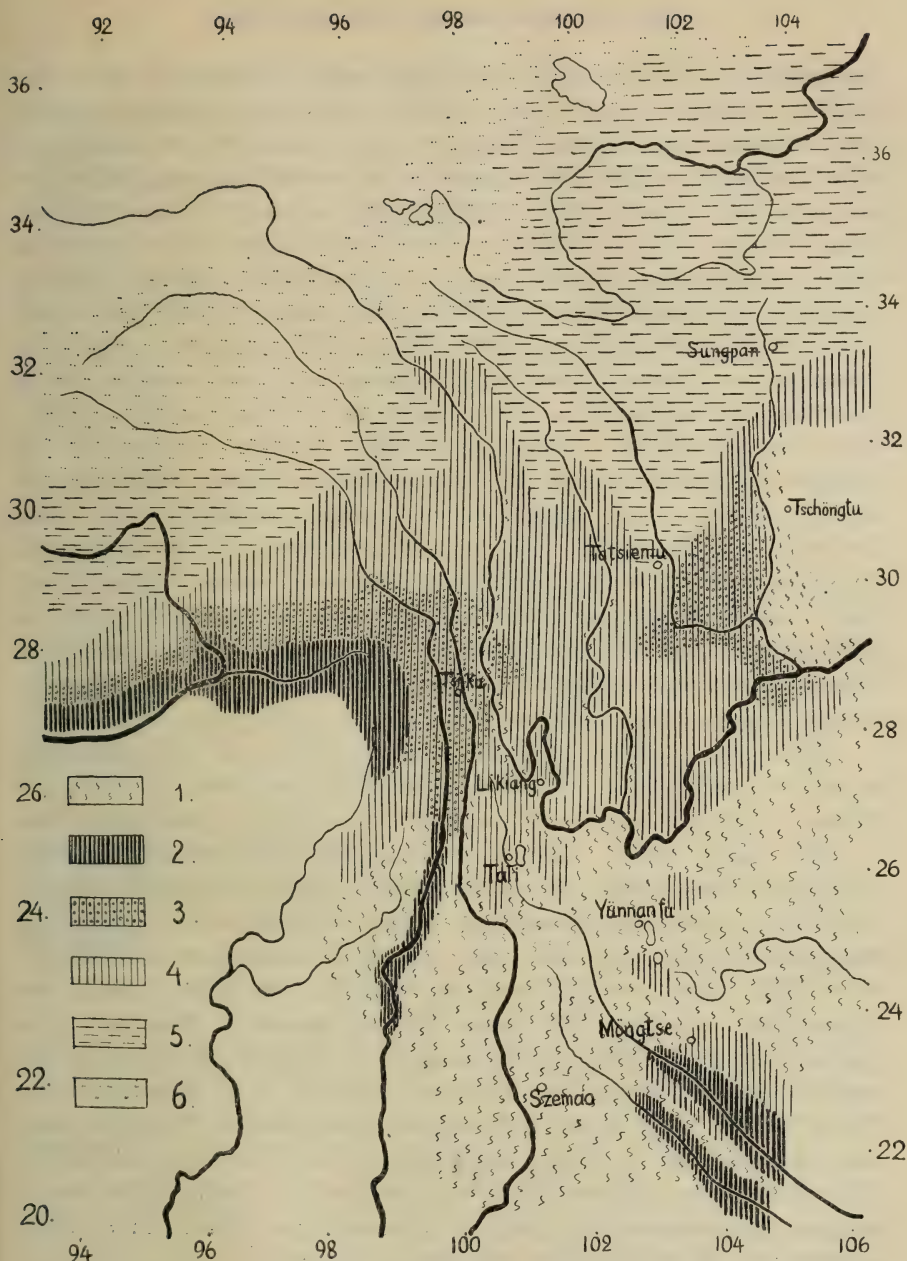 92 94 96 98 100 102 104
36.
.36
34.
.34
Sungpan
32.
.32
Tschöngtu
30.
Tatsienlu
.30
28.
Tsiku
.28
Likiang
26. 1.
2
Tali
.26
24. 3
Yünnanfu
4
.24
Möngtse
5
22. 6.
Szemao
.22
20.
94 96 98 100 102 104 106